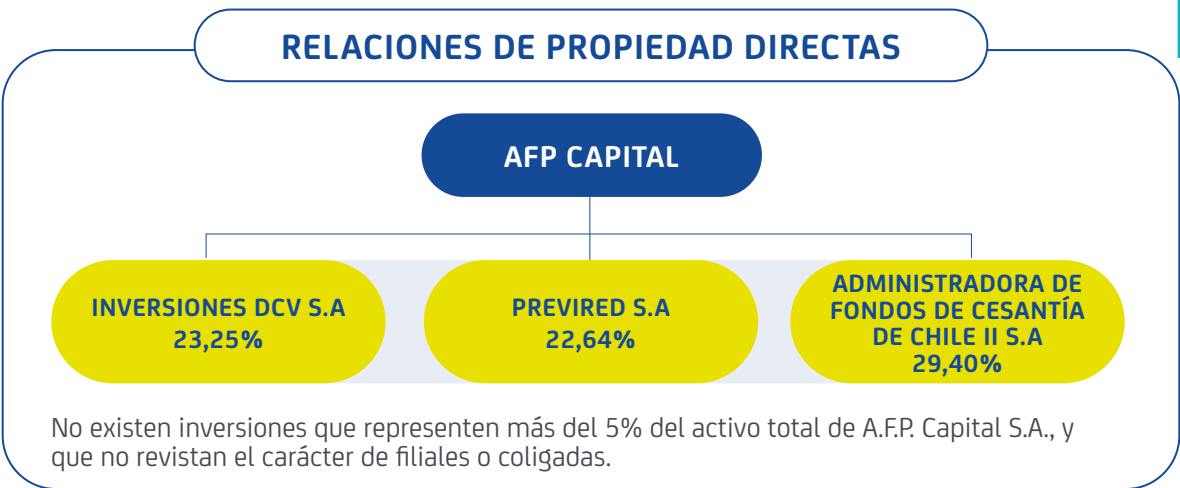 RELACIONES DE PROPIEDAD DIRECTAS
AFP CAPITAL
INVERSIONES DCV S.A
23,25%
PREVIRED S.A
22,64%
ADMINISTRADORA DE
FONDOS DE CESANTÍA
DE CHILE II S.A
29,40%
No existen inversiones que representen más del 5% del activo total de A.F.P. Capital S.A., y
que no revistan el carácter de filiales o coligadas.